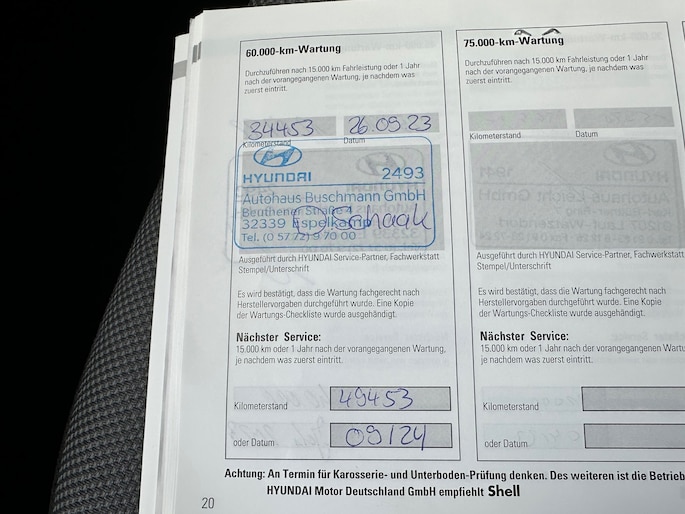 60.000-km-Wartung
Durchzuführen nach 15.000 km Fahrleistung oder 1 Jahr
nach der vorangegangenen Wartung, je nachdem was
zuerst eintritt.
34453 26.09.23
Kilometerstand Datum
HYUNDAI 2493
Autohaus Buschmann GmbH
Beuthener Straße 4
32339 Espelkamp
Tel. (0 57 72) 9 70 00
Schaak
Ausgeführt durch HYUNDAI Service-Partner, Fachwerkstatt
Stempel/Unterschrift
Es wird bestätigt, dass die Wartung fachgerecht nach
Herstellervorgaben durchgeführt wurde. Eine Kopie
der Wartungs-Checkliste wurde ausgehändigt.
Nächster Service:
15.000 km oder 1 Jahr nach der vorangegangenen Wartung,
je nachdem was zuerst eintritt.
Kilometerstand 49453
oder Datum 09/24
75.000-km-Wartung
Durchzuführen nach 15.000 km Fahrleistung oder 1 Jahr
nach der vorangegangenen Wartung, je nachdem was
zuerst eintritt.
Kilometerstand Datum
Ausgeführt durch HYUNDAI Service-Partner, Fachwerkstatt
Stempel/Unterschrift
Es wird bestätigt, dass die Wartung fachgerecht nach
Herstellervorgaben durchgeführt wurde. Eine Kopie
der Wartungs-Checkliste wurde ausgehändigt.
Nächster Service:
15.000 km oder 1 Jahr nach der vorangegangenen Wartu
je nachdem was zuerst eintritt.
Kilometerstand
oder Datum
Achtung: An Termin für Karosserie- und Unterboden-Prüfung denken. Des weiteren ist die Betrieb
HYUNDAI Motor Deutschland GmbH empfiehlt Shell
20